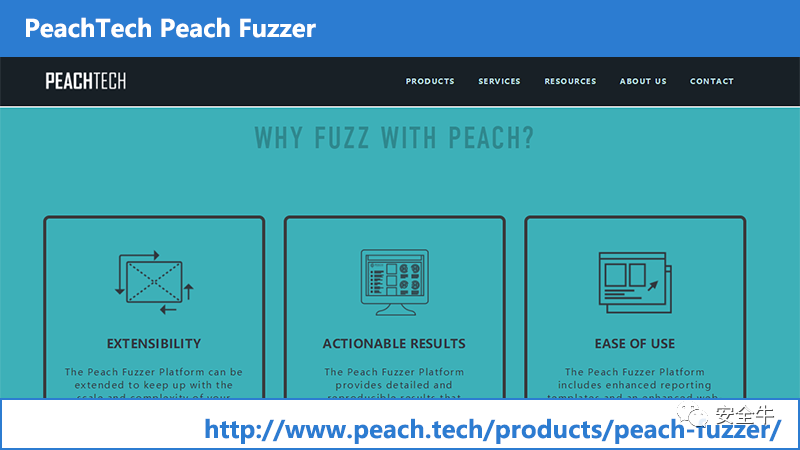 PeachTech Peach Fuzzer
PEACHTECH
PRODUCTS SERVICES RESOURCES ABOUT US CONTACT
WHY FUZZ WITH PEACH?
EXTENSIBILITY
The Peach Fuzzer Platform can be
extended to keep up with the
scale and complexity of your
ACTIONABLE RESULTS
The Peach Fuzzer Platform
provides detailed and
reproducible results that
EASE OF USE
The Peach Fuzzer Platform
includes enhanced reporting
templates and an enhanced web
安全牛
http://www.peach.tech/products/peach-fuzzer/